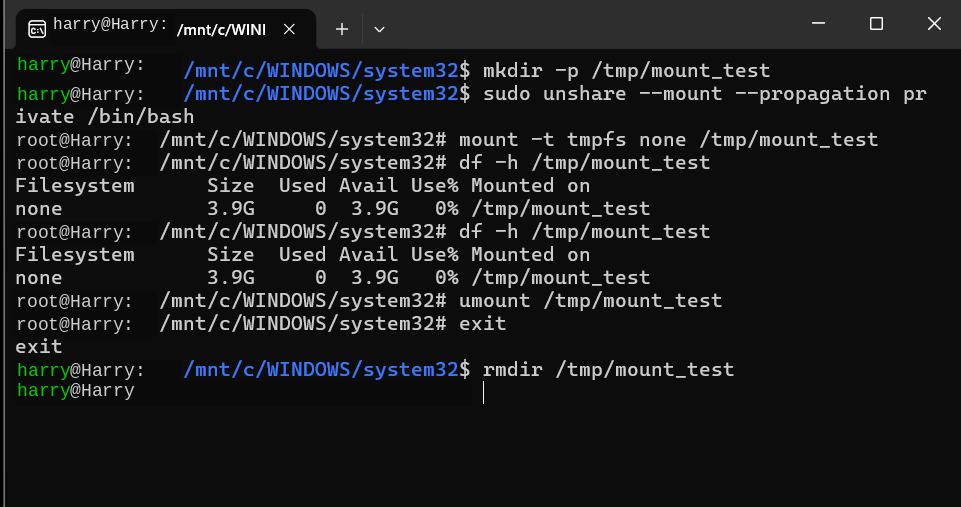 harry@Harry: /mnt/c/WINI
harry@Harry: /mnt/c/WINDOWS/system32$ mkdir -p /tmp/mount_test
harry@Harry: /mnt/c/WINDOWS/system32$ sudo unshare --mount --propagation pr
ivate /bin/bash
root@Harry: /mnt/c/WINDOWS/system32# mount -t tmpfs none /tmp/mount_test
root@Harry: /mnt/c/WINDOWS/system32# df -h /tmp/mount_test
Filesystem      Size  Used Avail Use% Mounted on
none            3.9G     0  3.9G   0% /tmp/mount_test
root@Harry: /mnt/c/WINDOWS/system32# df -h /tmp/mount_test
Filesystem      Size  Used Avail Use% Mounted on
none            3.9G     0  3.9G   0% /tmp/mount_test
root@Harry: /mnt/c/WINDOWS/system32# umount /tmp/mount_test
root@Harry: /mnt/c/WINDOWS/system32# exit
exit
harry@Harry: /mnt/c/WINDOWS/system32$ rmdir /tmp/mount_test
harry@Harry